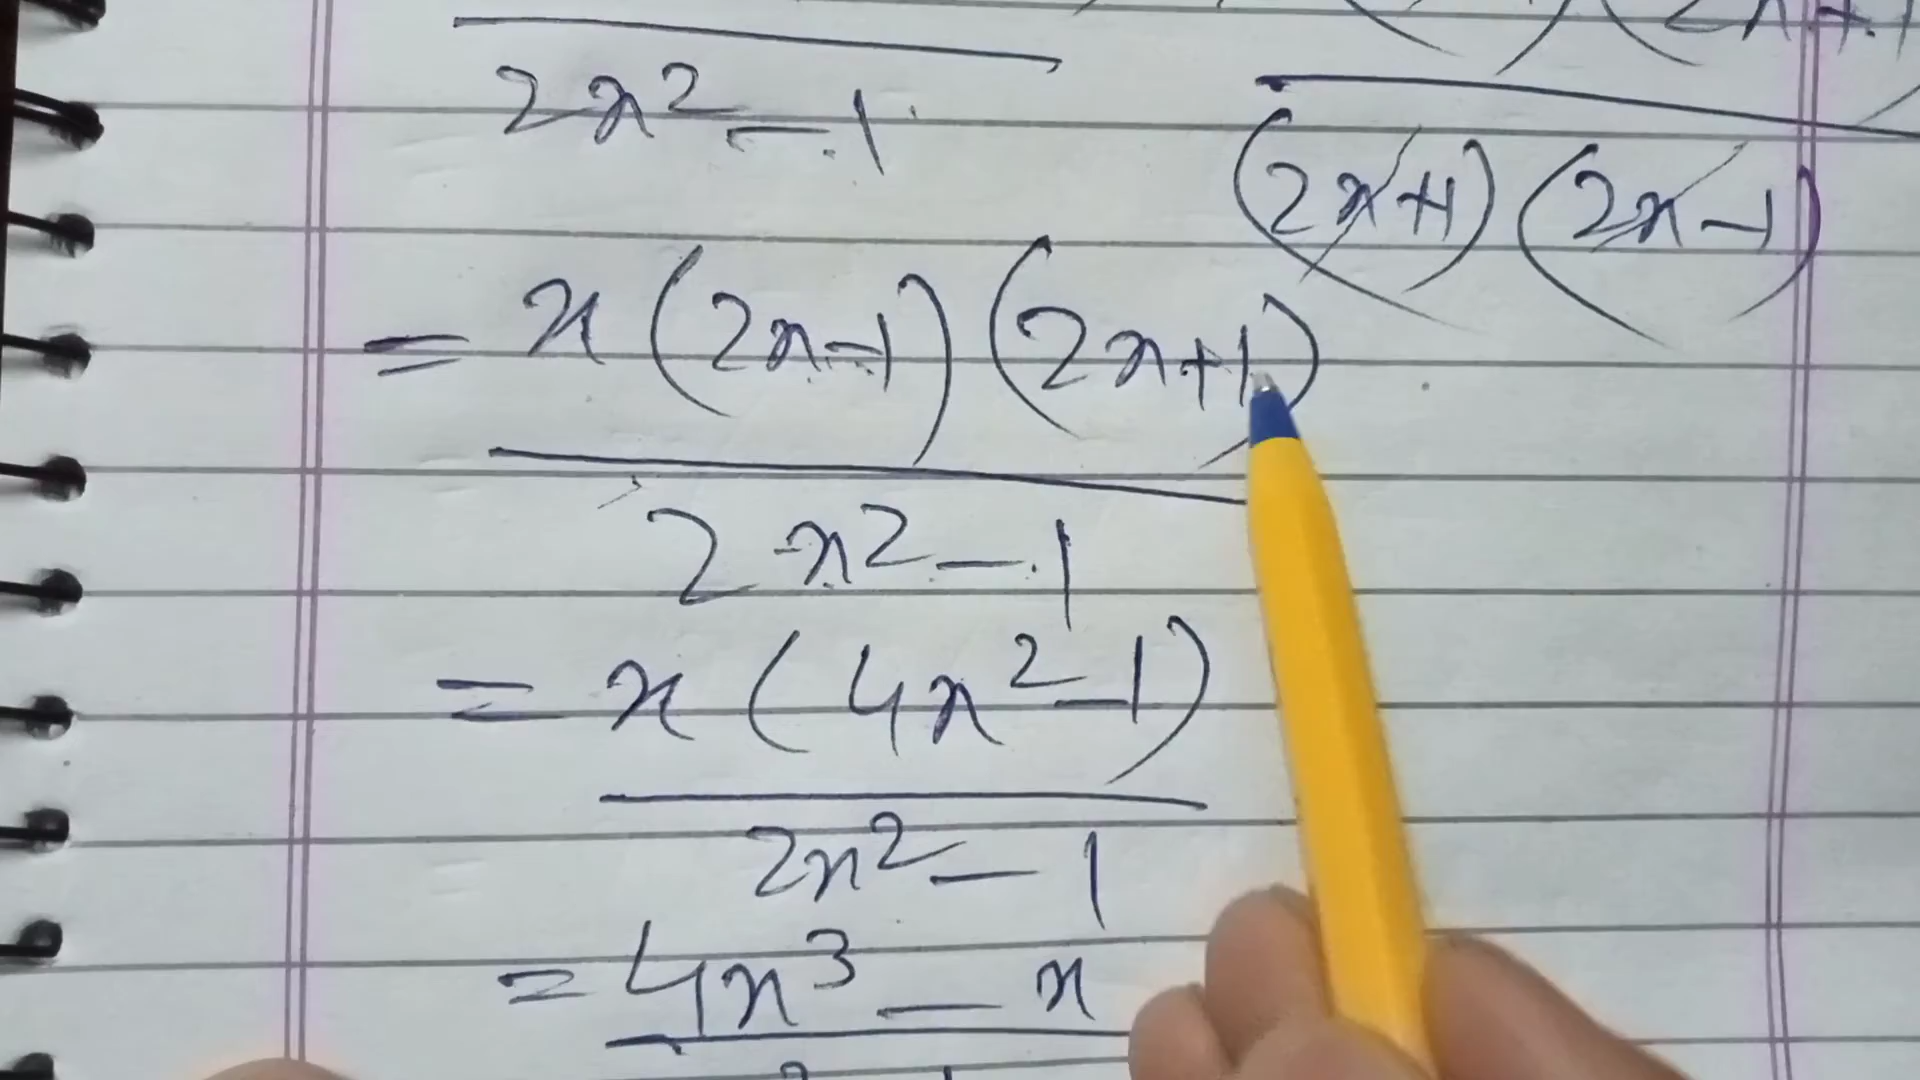 2x² - 1
(2x+1) (2x-1)
= x (2x-1) (2x+1)
2x² - 1
= x (4x²-1)
2x² - 1
= 4x³ - x